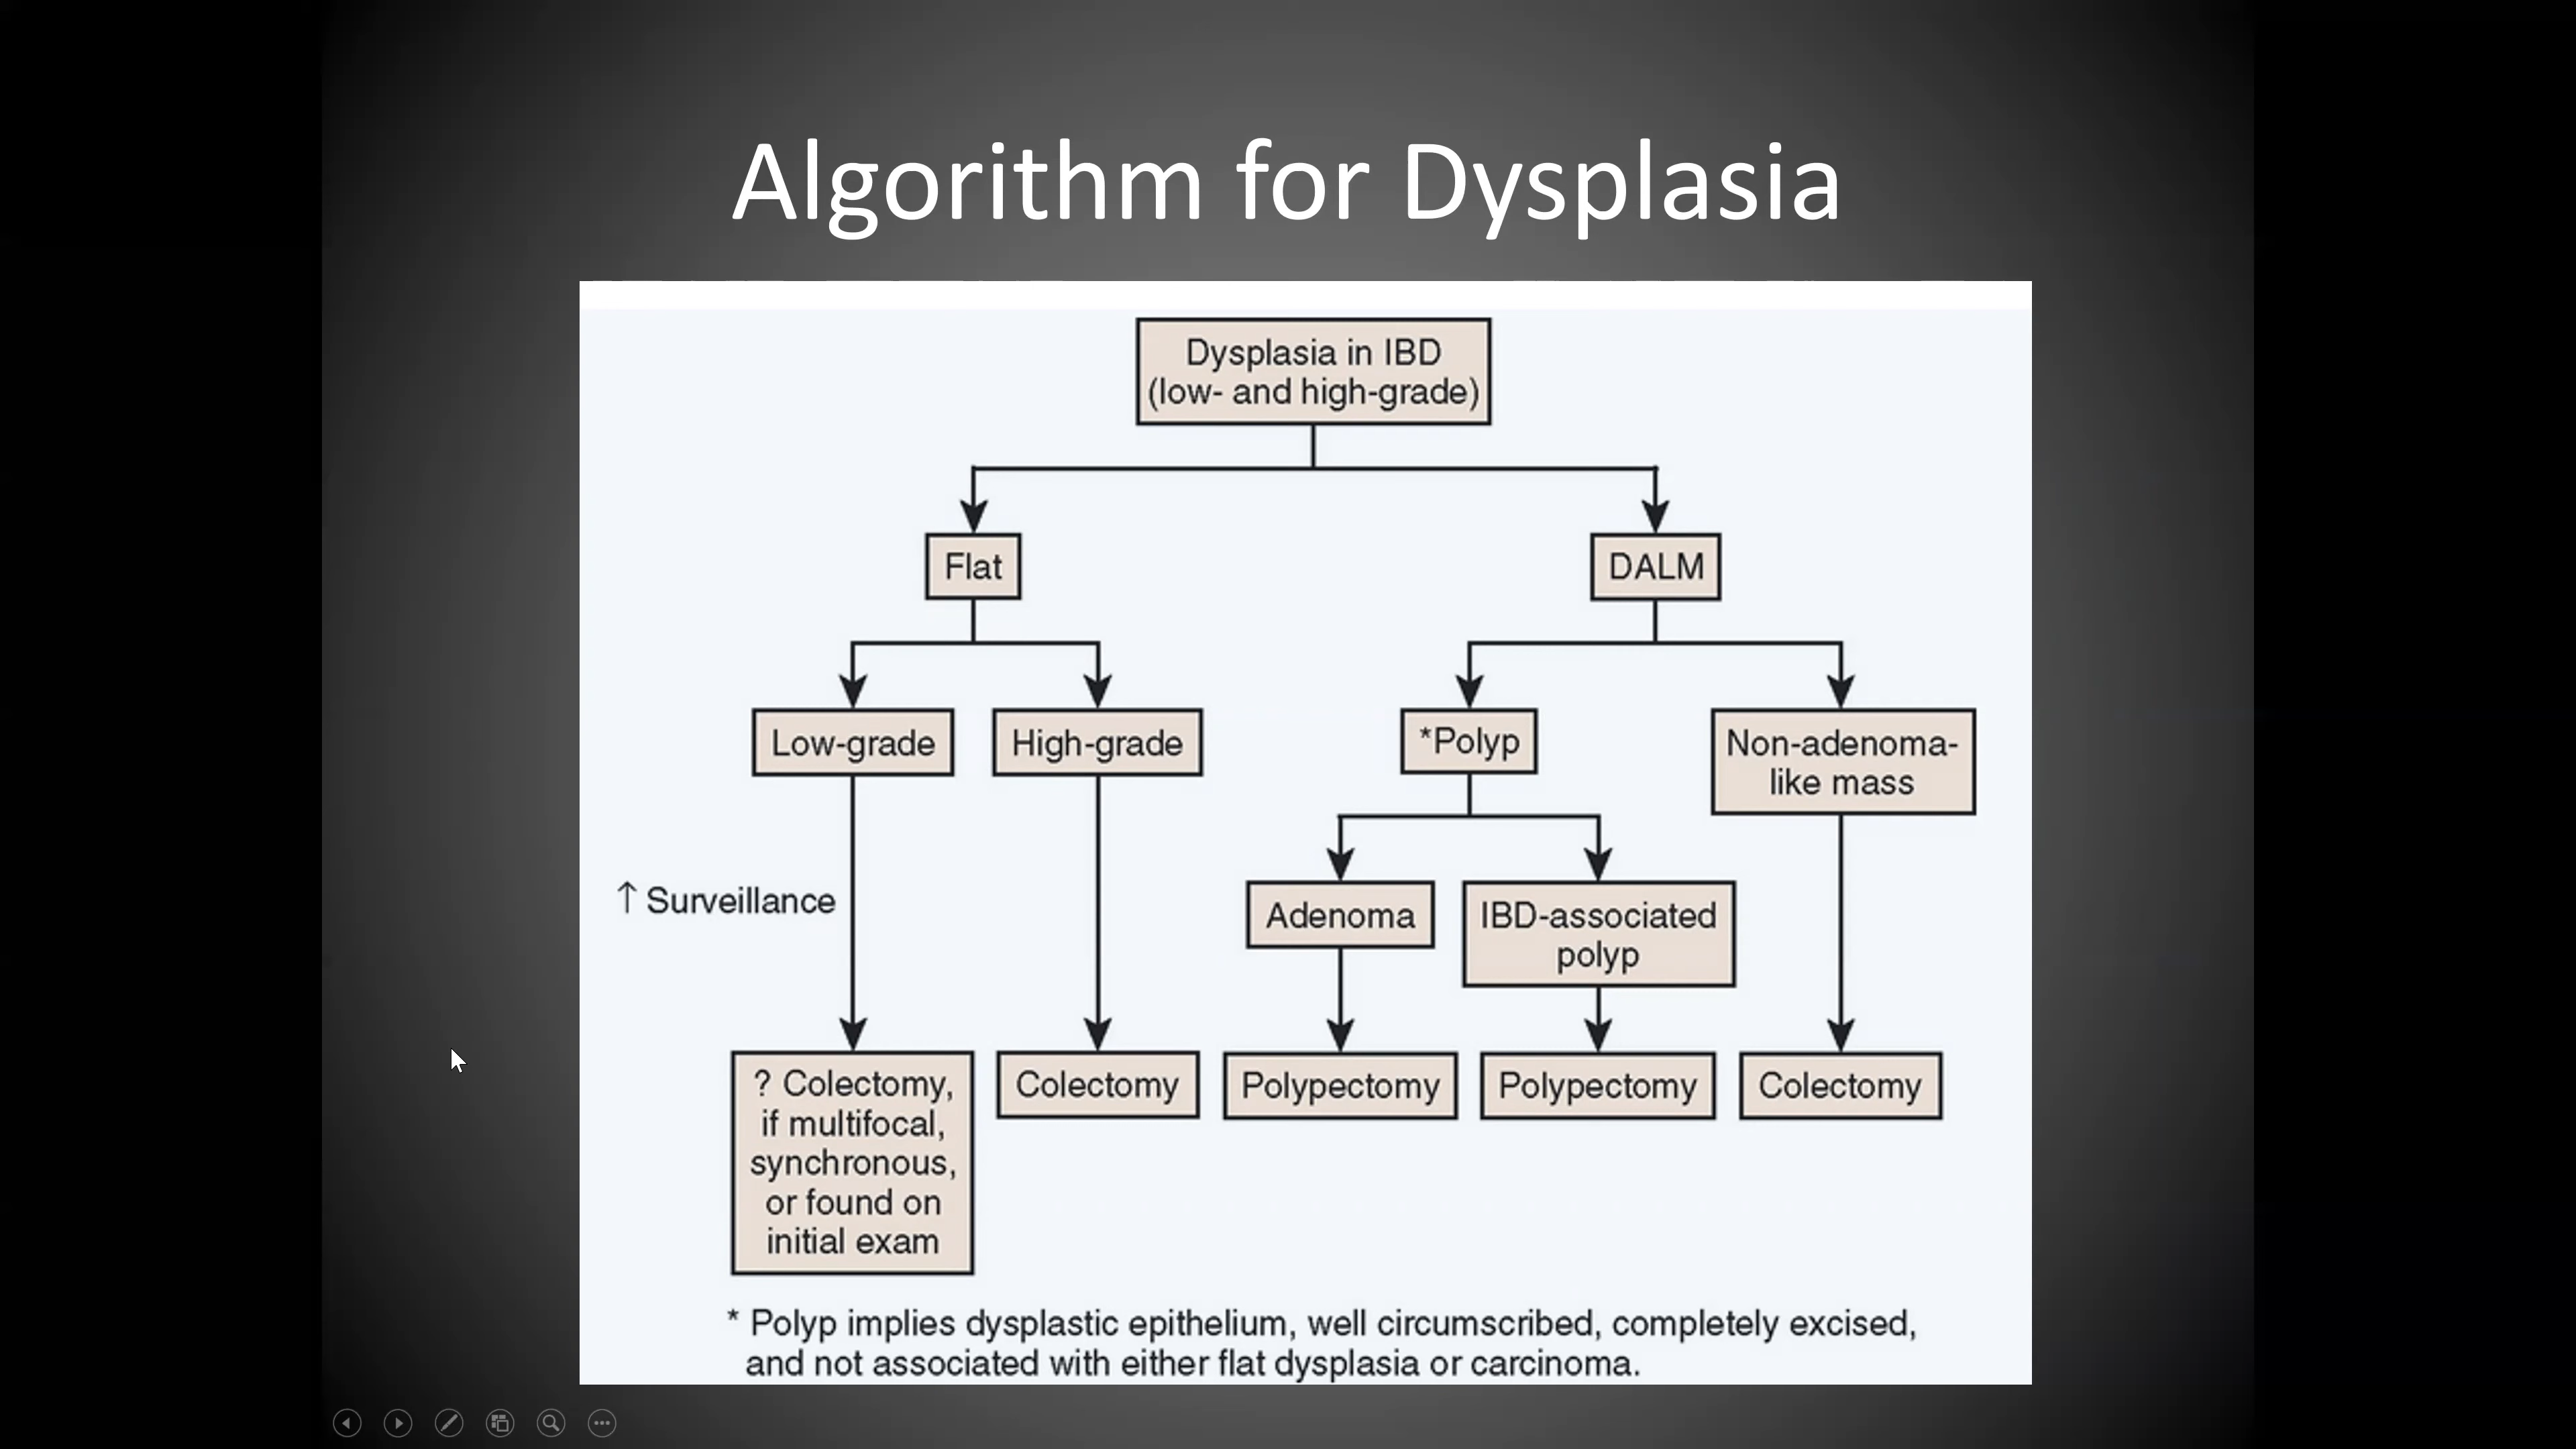 Algorithm for Dysplasia
Dysplasia in IBD
(low- and high-grade)
Flat
DALM
Low-grade
High-grade
*Polyp
Non-adenoma-
like mass
↑ Surveillance
Adenoma
IBD-associated
polyp
? Colectomy,
if multifocal,
synchronous,
or found on
initial exam
Colectomy
Polypectomy
Polypectomy
Colectomy
* Polyp implies dysplastic epithelium, well circumscribed, completely excised,
and not associated with either flat dysplasia or carcinoma.